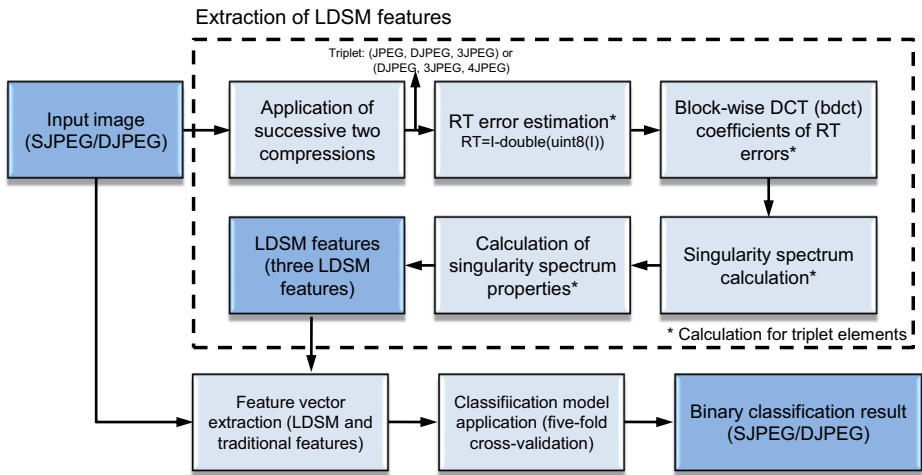 Extraction of LDSM features
Triplet: (JPEG, DJPEG, 3JPEG) or
(DJPEG, 3JPEG, 4JPEG)
Input image
(SJPEG/DJPEG)
Application of
successive two
compressions
RT error estimation*
RT=I-double(uint8(I))
Block-wise DCT (bdct)
coefficients of RT
errors*
LDSM features
(three LDSM
features)
Calculation of
singularity spectrum
properties*
Singularity spectrum
calculation*
* Calculation for triplet elements
Feature vector
extraction (LDSM and
traditional features)
Classifiication model
application (five-fold
cross-validation)
Binary classification result
(SJPEG/DJPEG)